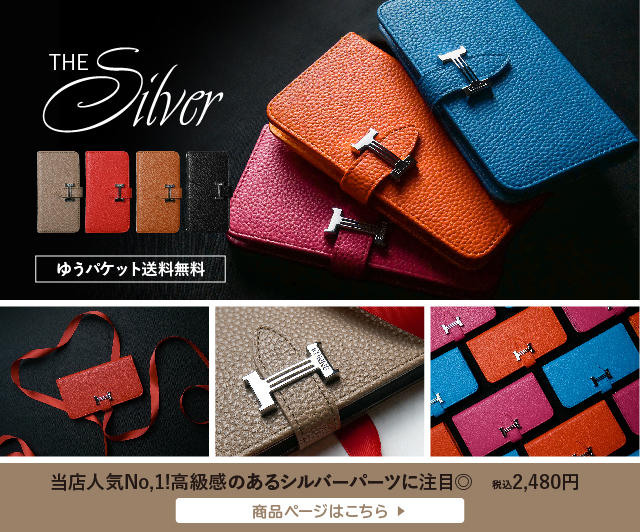 THE
Silver
ゆうパケット送料無料
当店人気No,1!高級感のあるシルバーパーツに注目◎ 税込2,480円
商品ページはこちら ▶